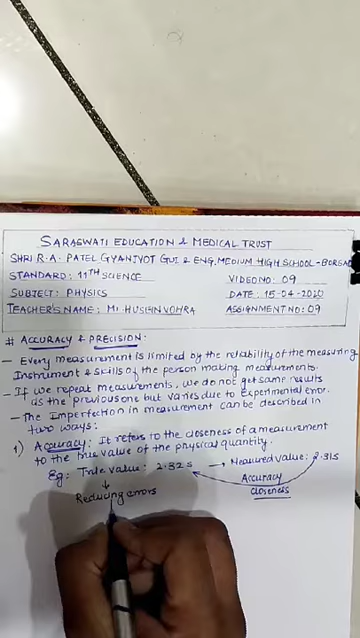 SARASWATI EDUCATION & MEDICAL TRUST
SHRI R.A. PATEL GYANJYOT GUJ & ENG. MEDIUM HIGH SCHOOL - BORSAD
STANDARD: 11TH SCIENCE VIDEO NO: 09
SUBJECT: PHYSICS DATE: 15-04-2020
TEACHER'S NAME: MI. HUSHIN VOHRA ASSIGNMENT NO: 09
# ACCURACY & PRECISION:
- Every measurement is limited by the reliability of the measuring
Instrument & skills of the person making measurements.
- If we repeat measurements, we do not get same results
as the previous one but varies due to Experimental error.
- The Imperfection in measurement can be described in
two ways:
1) Accuracy: It refers to the closeness of a measurement
to the true value of the physical quantity.
Eg: True value: 2.32 s → Measured value: 2.31 s
↓ Accuracy
Reducing errors closeness